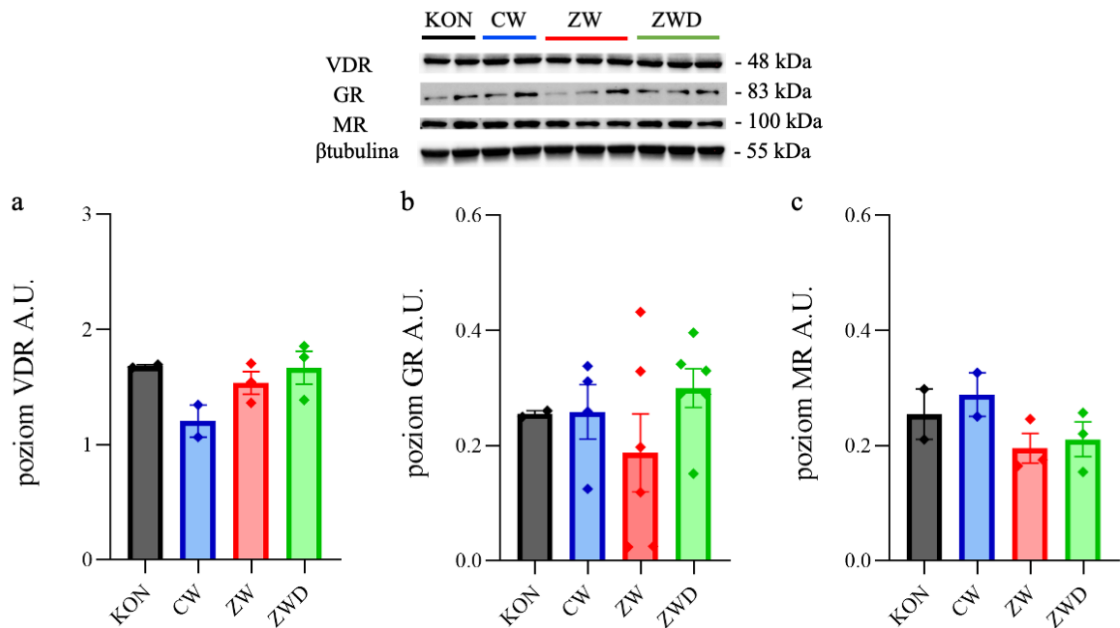 KON CW ZW ZWD
VDR - 48 kDa
GR - 83 kDa
MR - 100 kDa
βtubulina - 55 kDa
a
poziom VDR A.U.
3
2
1
0
KON CW ZW ZWD
b
poziom GR A.U.
0.6
0.4
0.2
0.0
KON CW ZW ZWD
c
poziom MR A.U.
0.6
0.4
0.2
0.0
KON CW ZW ZWD